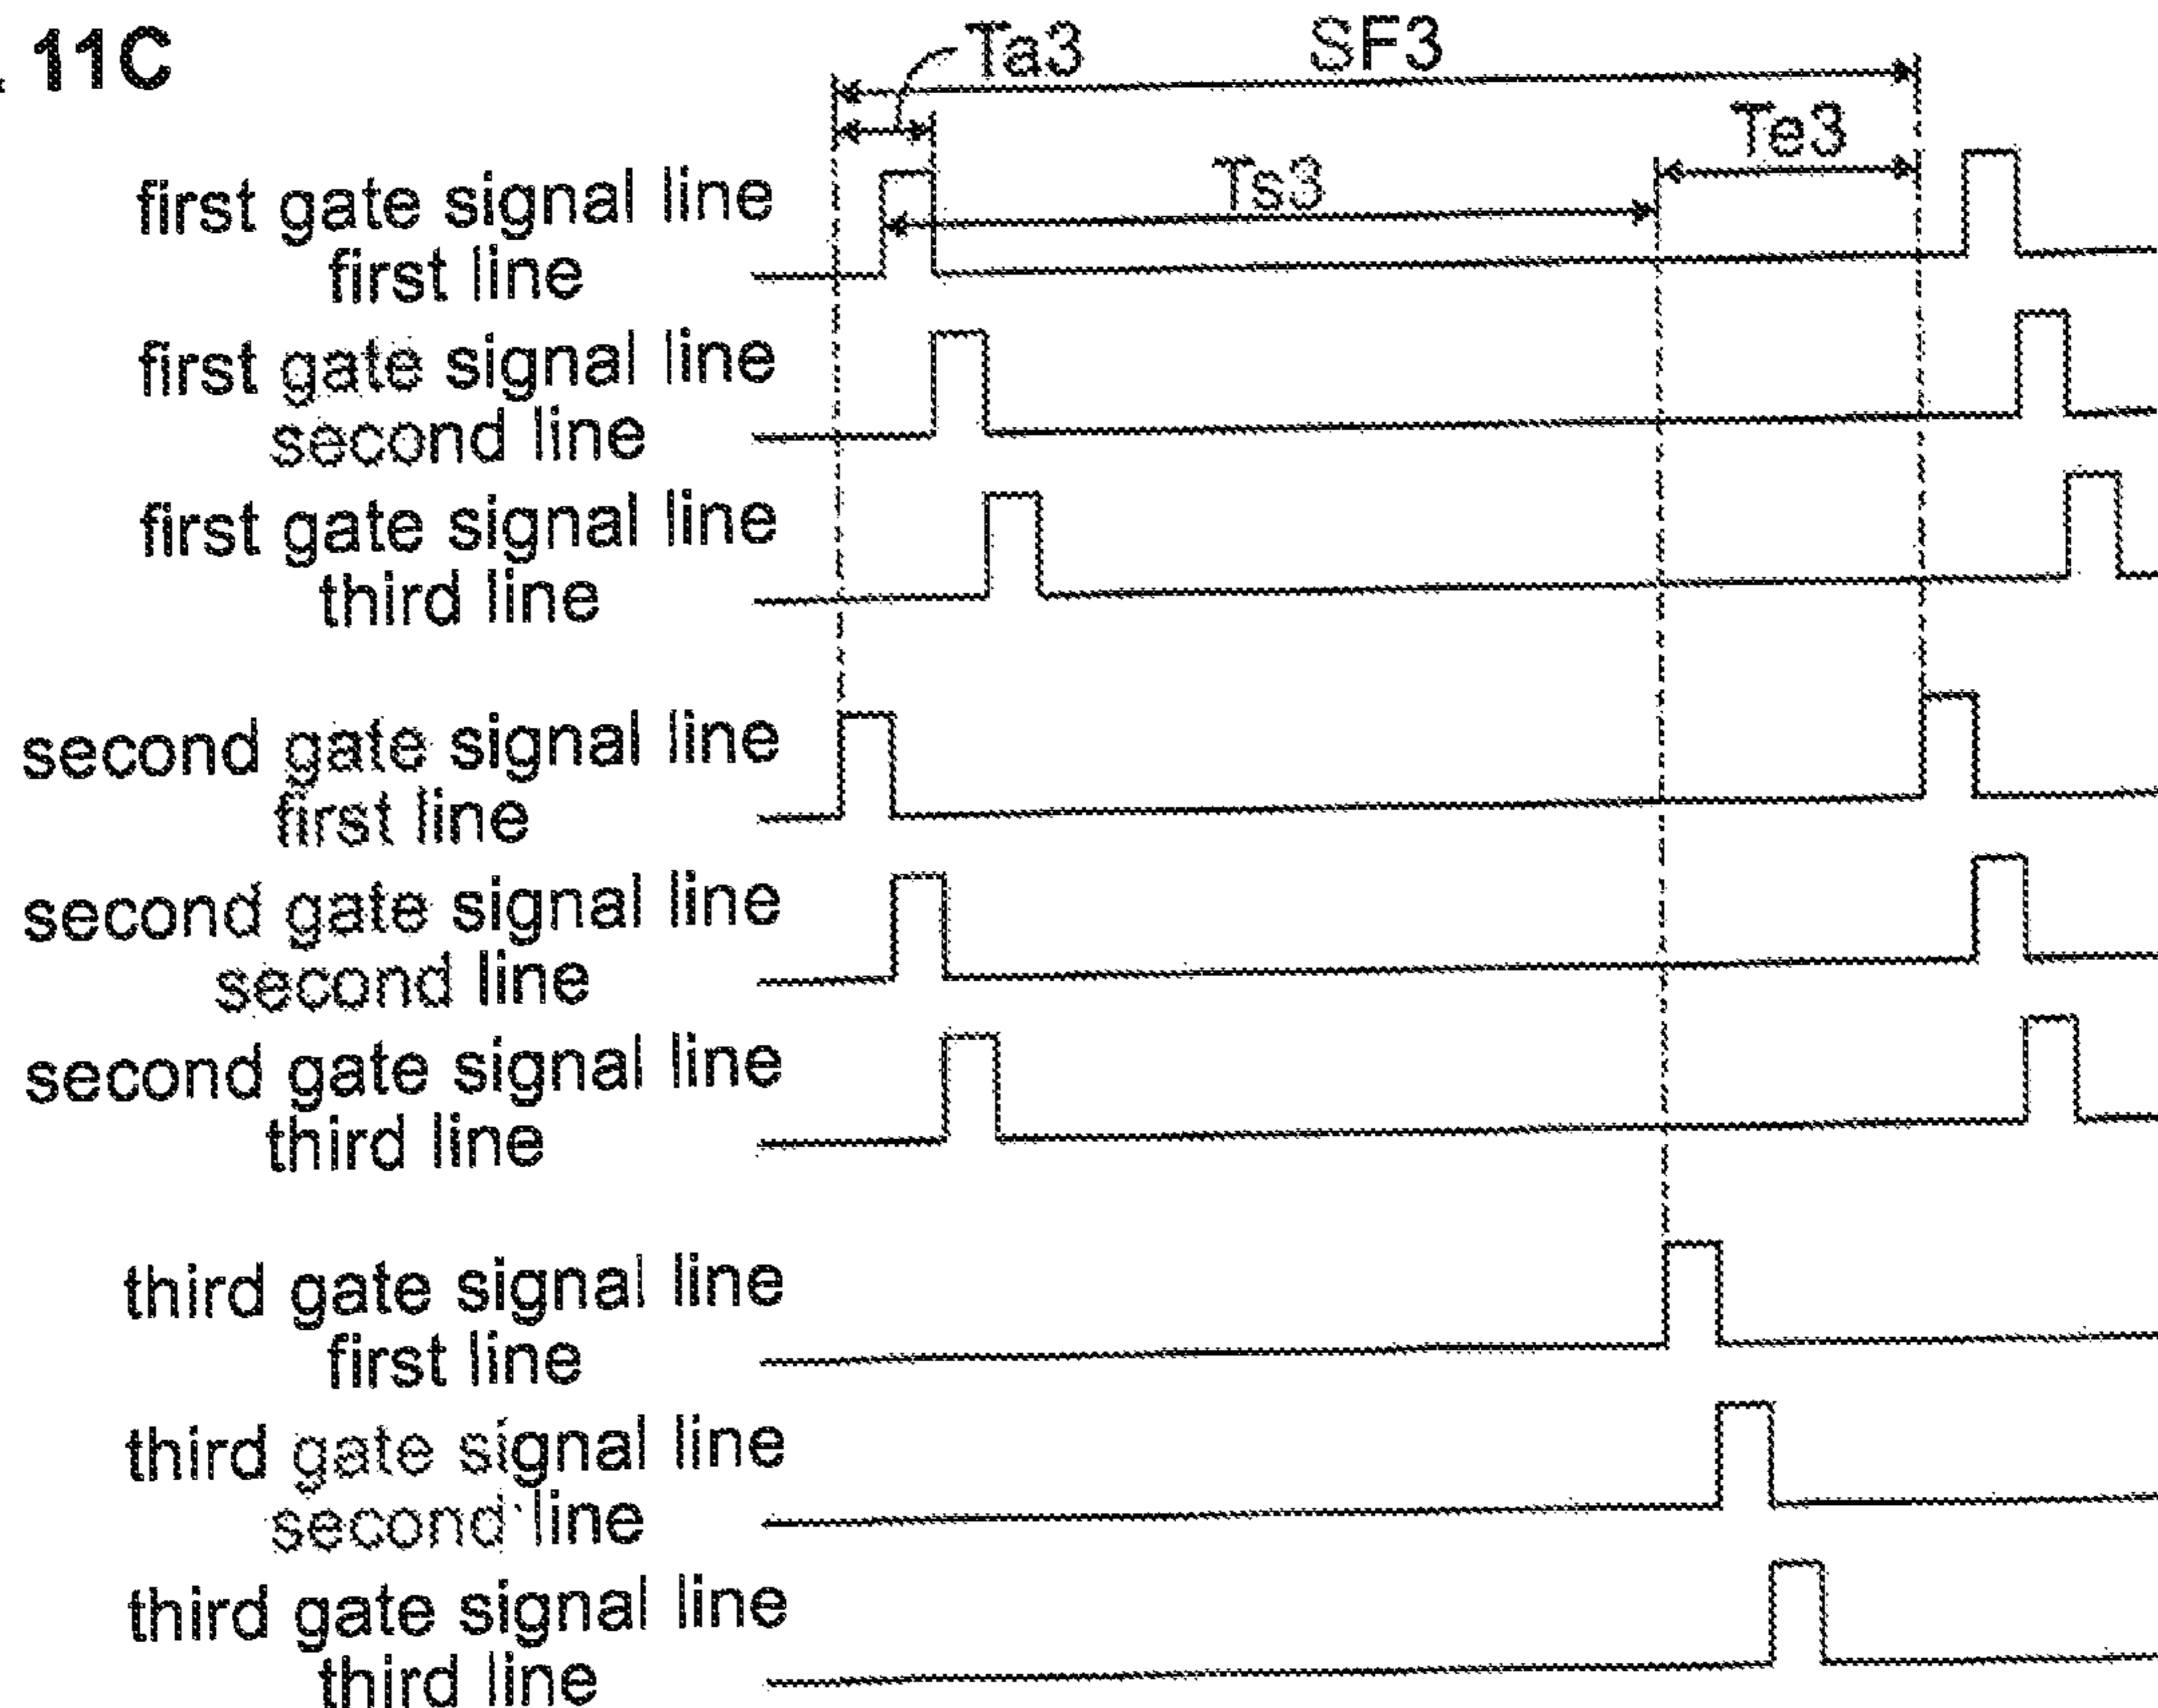 11C
Ta3
SF3
Te3
Ts3
first gate signal line
first line
first gate signal line
second line
first gate signal line
third line
second gate signal line
first line
second gate signal line
second line
second gate signal line
third line
third gate signal line
first line
third gate signal line
second line
third gate signal line
third line